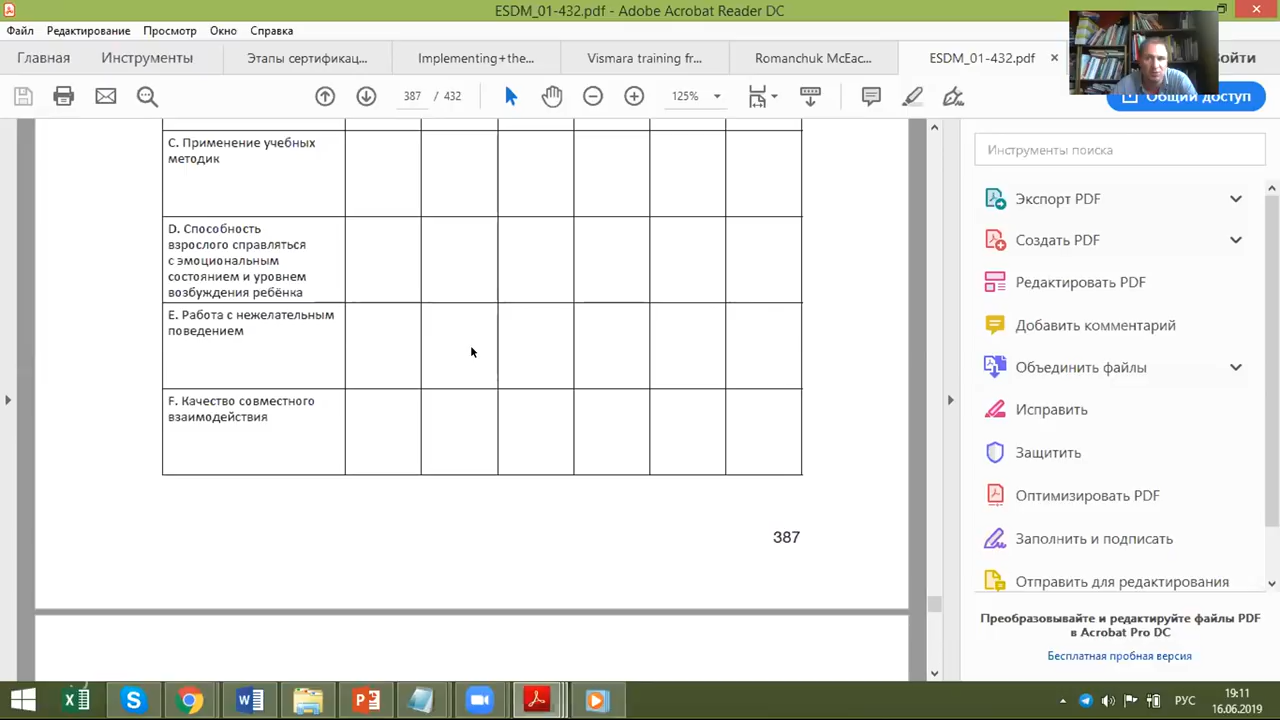 ESDM_01-432.pdf - Adobe Acrobat Reader DC
Файл Редактирование Просмотр Окно Справка
Главная Инструменты Этапы сертификац... Implementing+the... Vismara training fr... Romanchuk McEac... ESDM_01-432.pdf × Войти
387 / 432 125% Общий доступ
C. Применение учебных
методик
D. Способность
взрослого справляться
с эмоциональным
состоянием и уровнем
возбуждения ребёнка
E. Работа с нежелательным
поведением
F. Качество совместного
взаимодействия
387
Инструменты поиска
Экспорт PDF
Создать PDF
Редактировать PDF
Добавить комментарий
Объединить файлы
Исправить
Защитить
Оптимизировать PDF
Заполнить и подписать
Отправить для редактирования
Преобразовывайте и редактируйте файлы PDF
в Acrobat Pro DC
Бесплатная пробная версия
РУС
19:11
16.06.2019